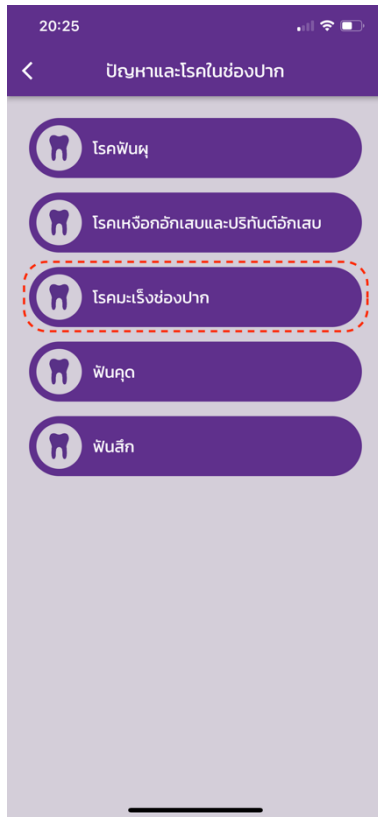 20:25
ปัญหาและโรคในช่องปาก
โรคฟันผุ
โรคเหงือกอักเสบและปริทันต์อักเสบ
โรคมะเร็งช่องปาก
ฟันคุด
ฟันสึก